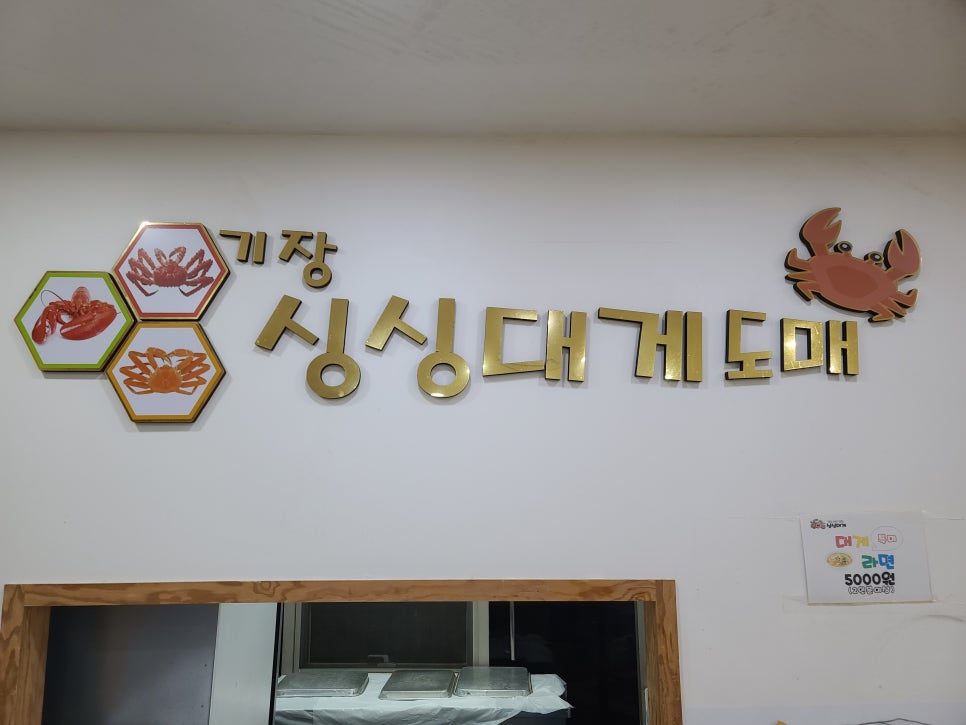 기장
싱싱대게도매
대게
라면
5000원